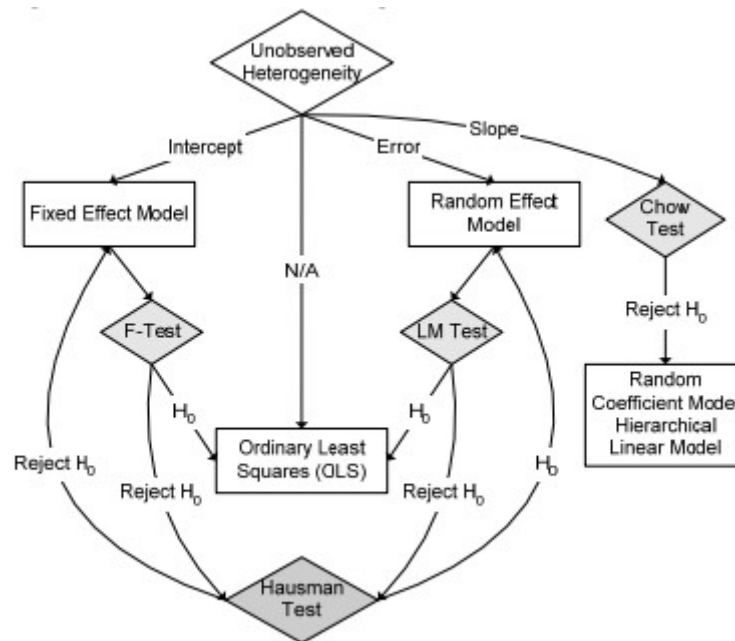 Unobserved
Heterogeneity
Slope
Intercept
Error
Fixed Effect Model
Random Effect
Model
Chow
Test
N/A
F-Test
LM Test
Reject H₀
H₀
H₀
Random
Coefficient Model
Hierarchical
Linear Model
Ordinary Least
Squares (OLS)
Reject H₀
Reject H₀
Reject H₀
H₀
Hausman
Test